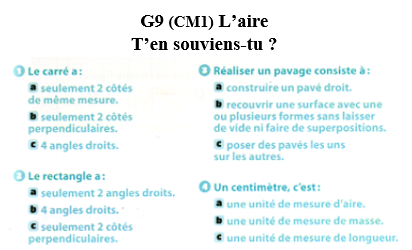 G9 (CM1) L'aire
T'en souviens-tu ?
1 Le carré a :
a seulement 2 côtés
de même mesure.
b seulement 2 côtés
perpendiculaires.
c 4 angles droits.
3 Le rectangle a :
a seulement 2 angles droits.
b 4 angles droits.
c seulement 2 côtés
perpendiculaires.
2 Réaliser un pavage consiste à :
a construire un pavé droit.
b recouvrir une surface avec une
ou plusieurs formes sans laisser
de vide ni faire de superpositions.
c poser des pavés les uns
sur les autres.
4 Un centimètre, c'est :
a une unité de mesure d'aire.
b une unité de mesure de masse.
c une unité de mesure de longueur.